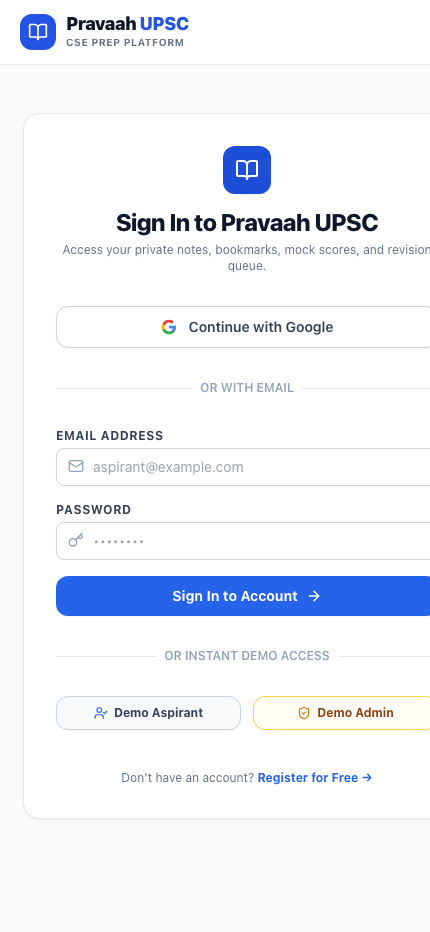 Pravaah UPSC
CSE PREP PLATFORM
Sign In to Pravaah UPSC
Access your private notes, bookmarks, mock scores, and revision
queue.
Continue with Google
OR WITH EMAIL
EMAIL ADDRESS
aspirant@example.com
PASSWORD
••••••••
Sign In to Account →
OR INSTANT DEMO ACCESS
Demo Aspirant
Demo Admin
Don't have an account? Register for Free →